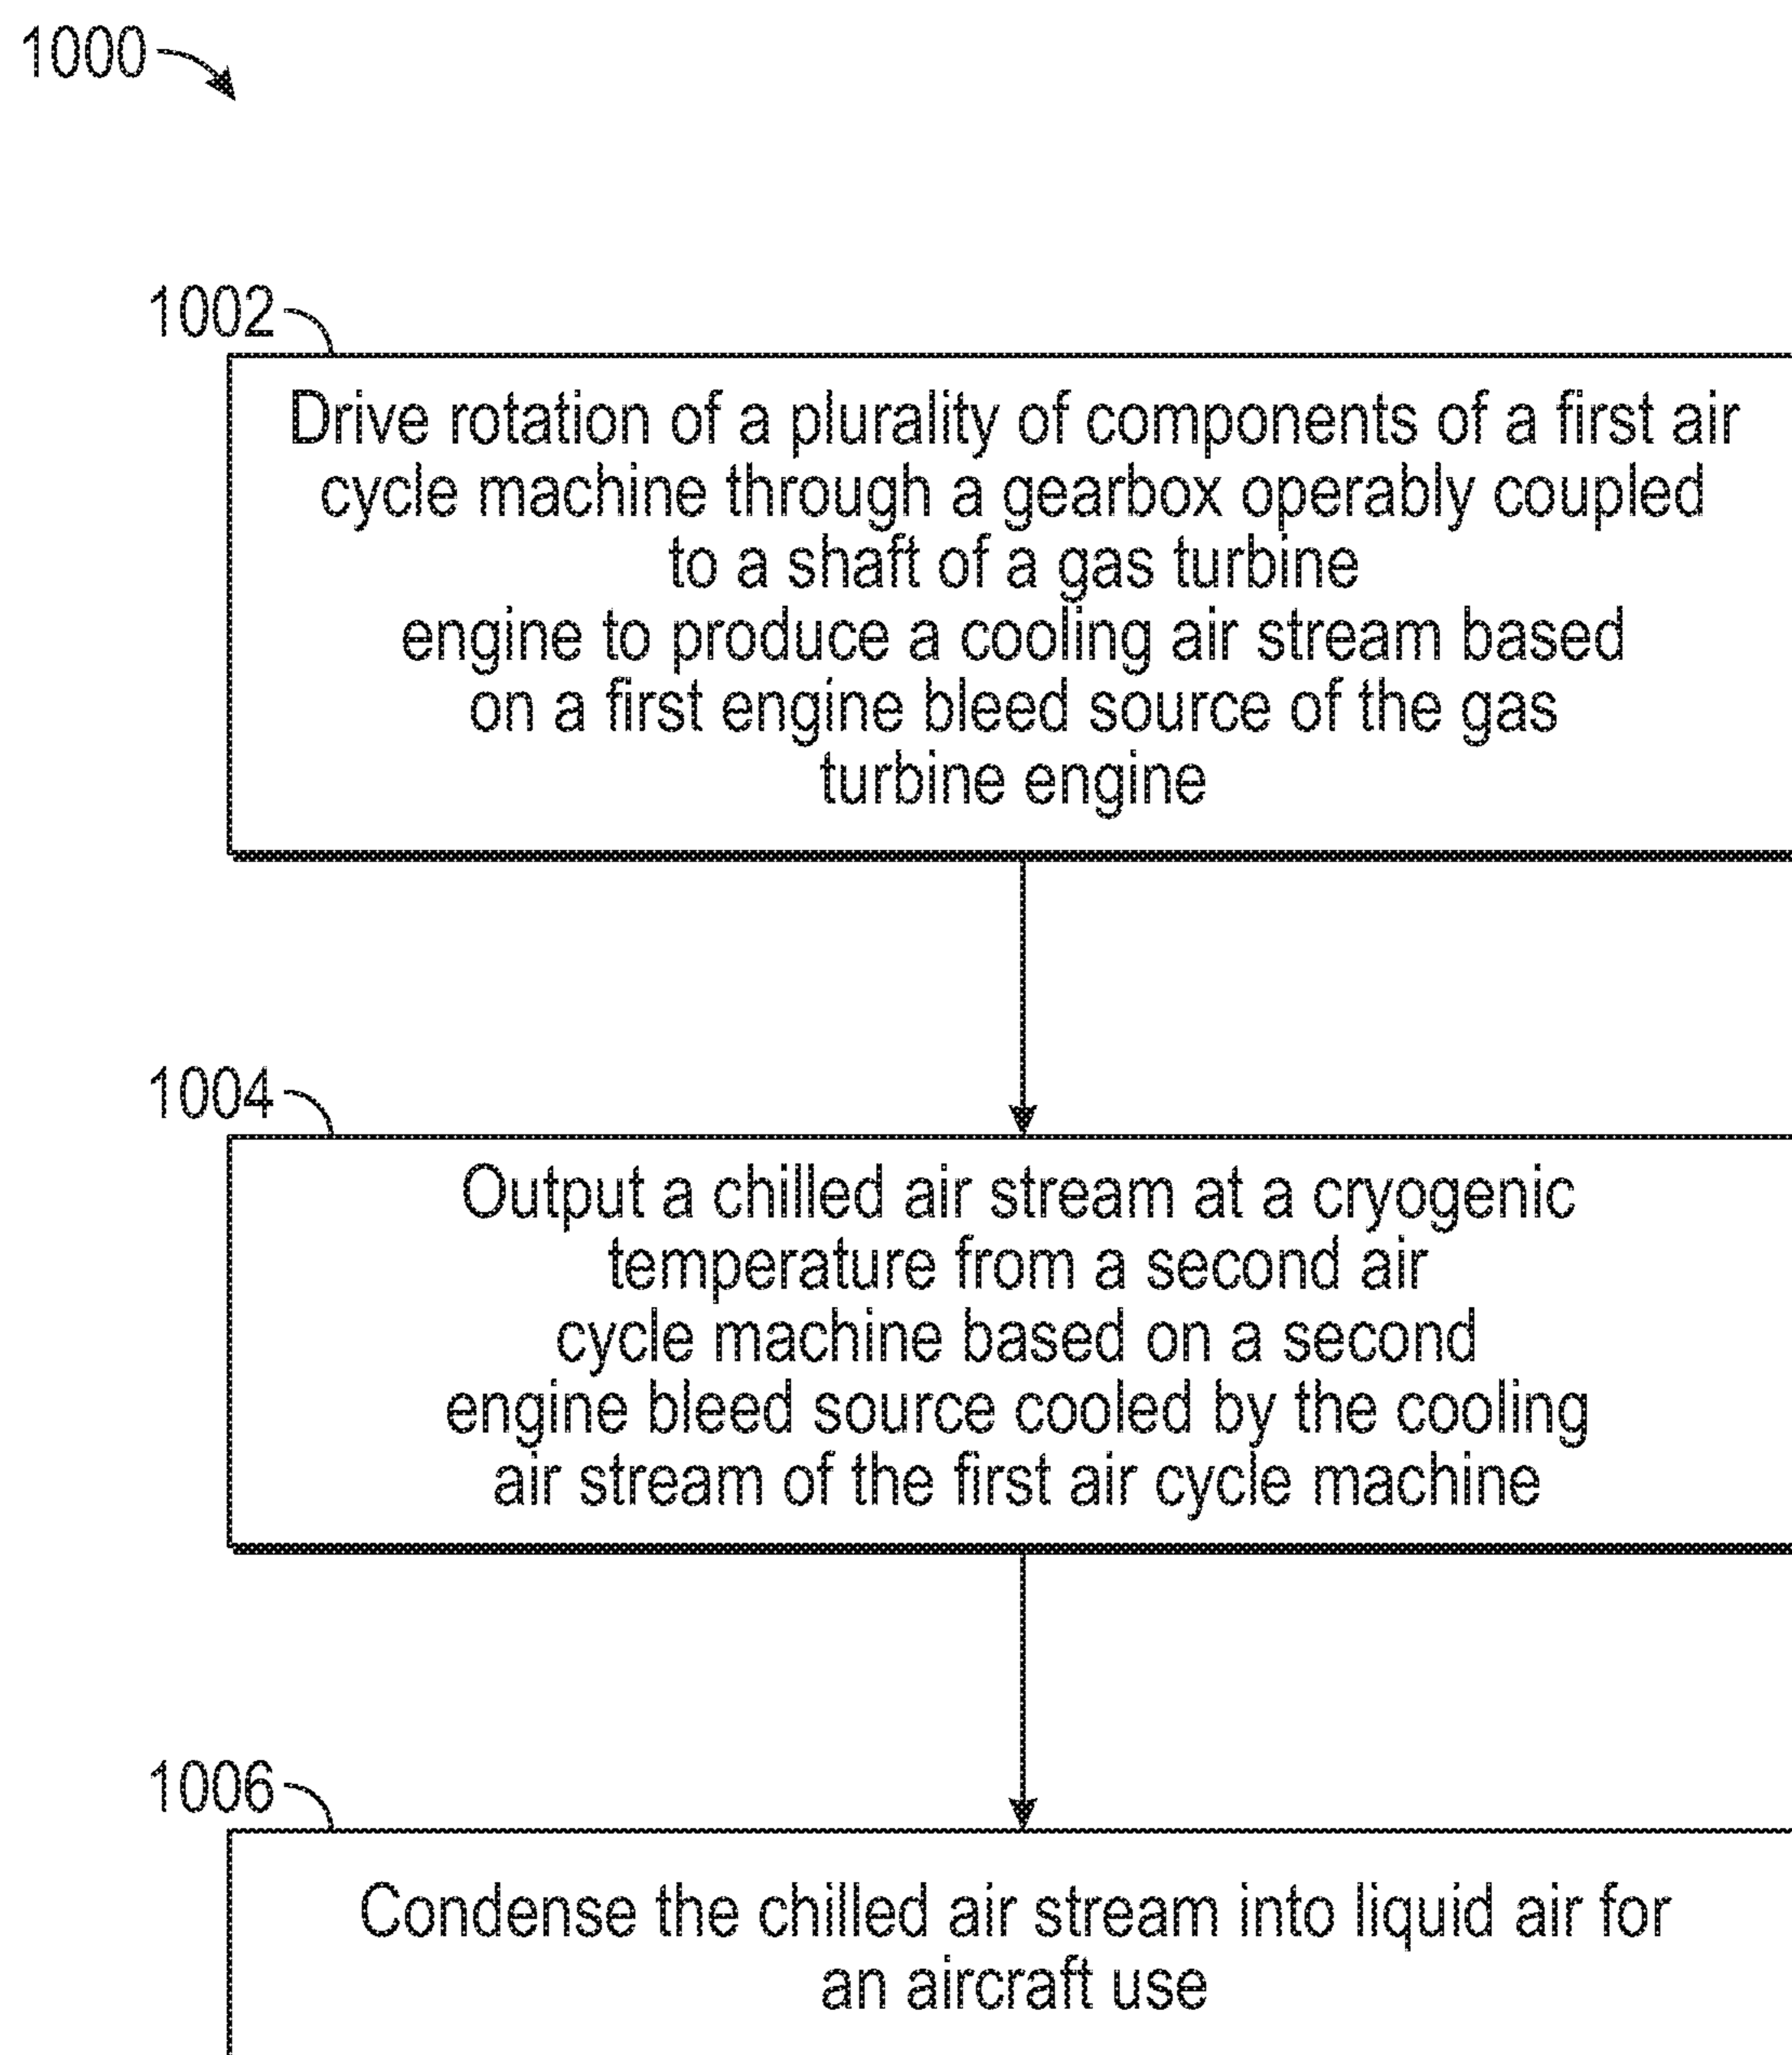 1000
1002
Drive rotation of a plurality of components of a first air
cycle machine through a gearbox operably coupled
to a shaft of a gas turbine
engine to produce a cooling air stream based
on a first engine bleed source of the gas
turbine engine
1004
Output a chilled air stream at a cryogenic
temperature from a second air
cycle machine based on a second
engine bleed source cooled by the cooling
air stream of the first air cycle machine
1006
Condense the chilled air stream into liquid air for
an aircraft use